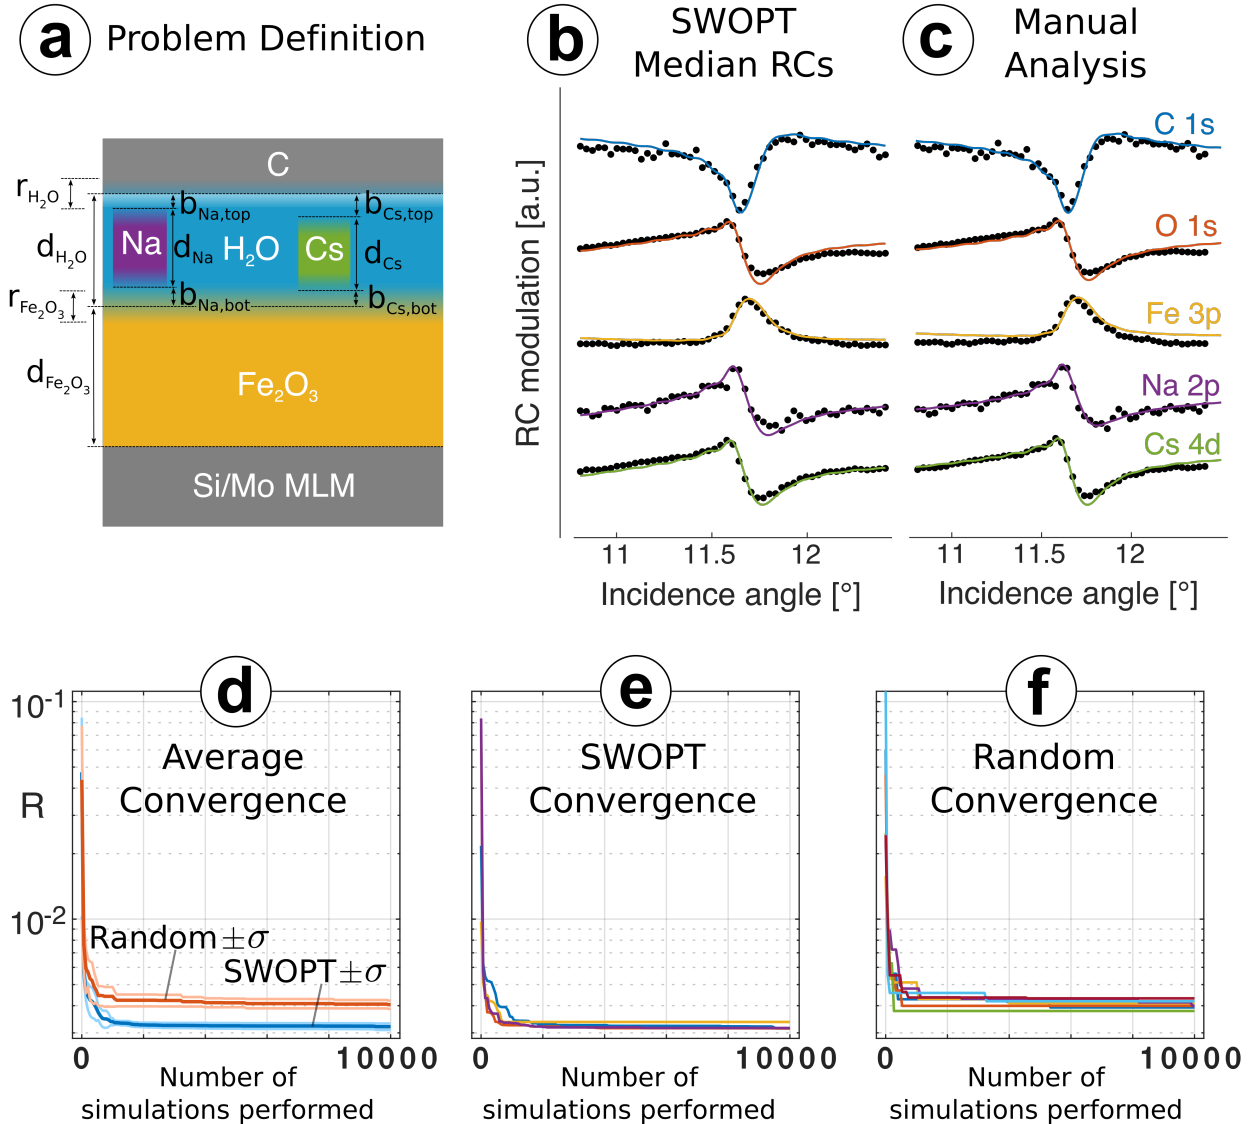 a Problem Definition
b SWOPT
Median RCs
c Manual
Analysis
C
r_H₂O
b_Na,top
b_Cs,top
Na
H₂O
Cs
d_H₂O
d_Na
d_Cs
r_Fe₂O₃
b_Na,bot
b_Cs,bot
d_Fe₂O₃
Fe₂O₃
Si/Mo MLM
RC modulation [a.u.]
C 1s
O 1s
Fe 3p
Na 2p
Cs 4d
11 11.5 12
Incidence angle [°]
11 11.5 12
Incidence angle [°]
d
Average
Convergence
R
10⁻¹
10⁻²
Random ±σ
SWOPT ±σ
0 10000
Number of
simulations performed
e
SWOPT
Convergence
0 10000
Number of
simulations performed
f
Random
Convergence
0 10000
Number of
simulations performed